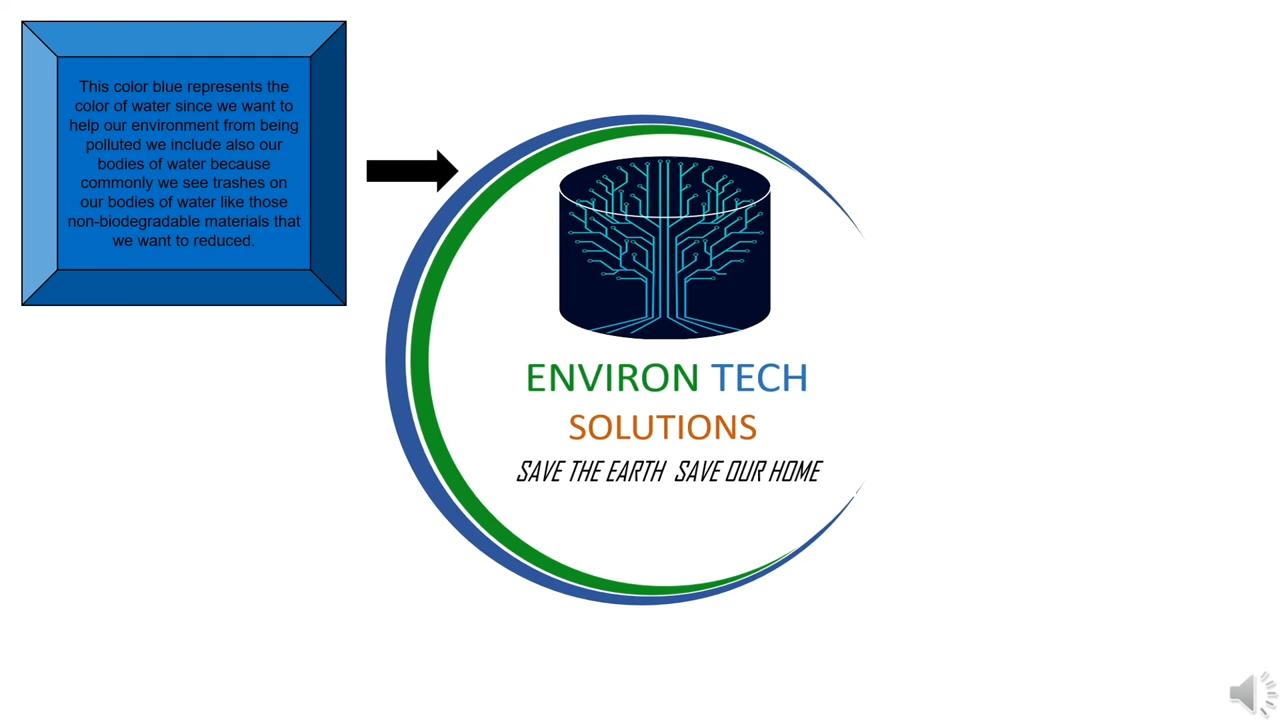 This color blue represents the
color of water since we want to
help our environment from being
polluted we include also our
bodies of water because
commonly we see trashes on
our bodies of water like those
non-biodegradable materials that
we want to reduced.
ENVIRON TECH
SOLUTIONS
SAVE THE EARTH SAVE OUR HOME